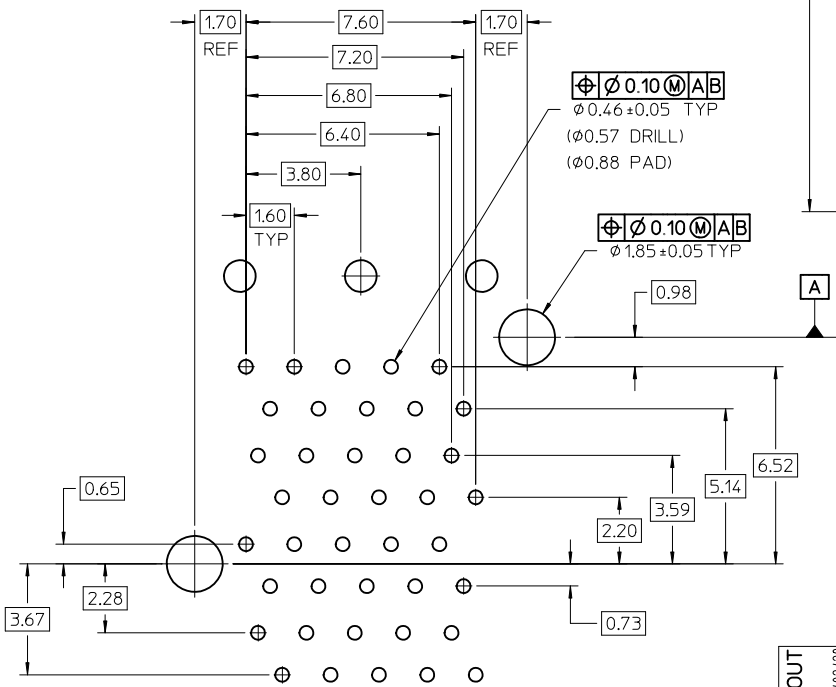 1.70 7.60 1.70
REF REF
7.20
6.80
⌖ Ø 0.10 Ⓜ A B
Ø0.46±0.05 TYP
6.40
(Ø0.57 DRILL)
(Ø0.88 PAD)
3.80
1.60
TYP
⌖ Ø 0.10 Ⓜ A B
Ø1.85±0.05 TYP
0.98
A
6.52
5.14
3.59
2.20
0.65
2.28
3.67
0.73
OUT